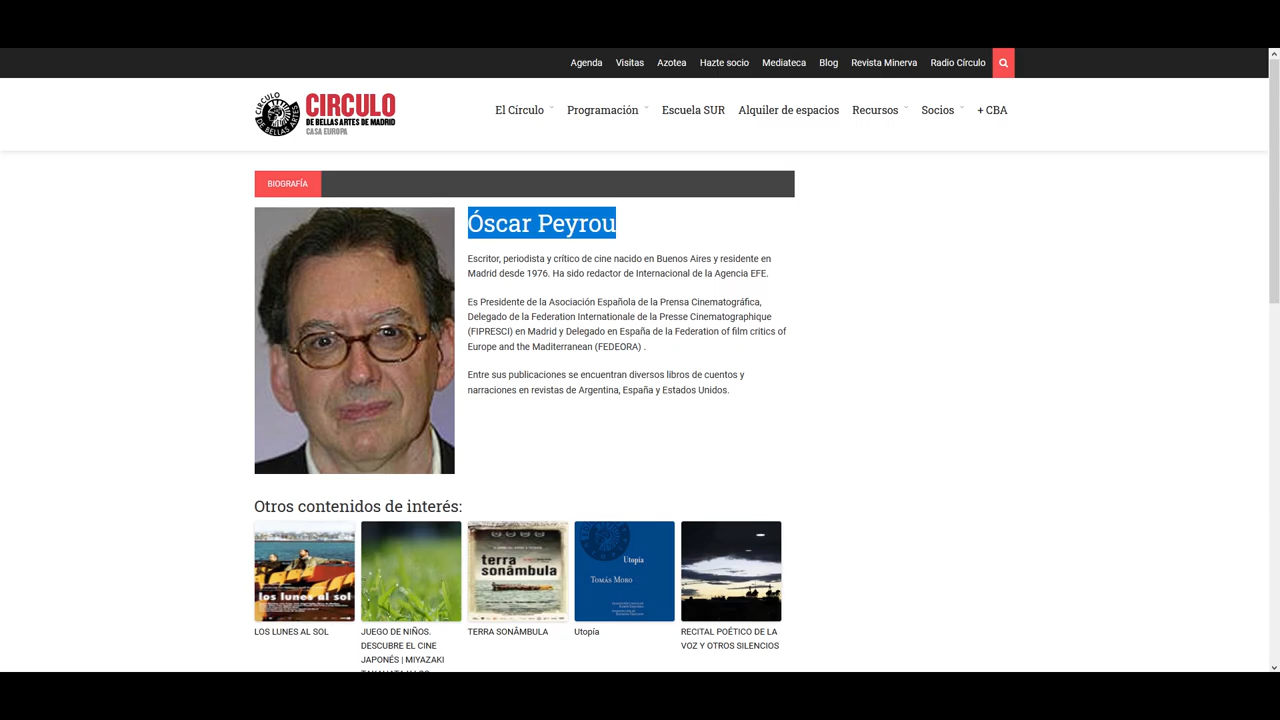 Agenda Visitas Azotea Hazte socio Mediateca Blog Revista Minerva Radio Círculo
CIRCULO DE BELLAS ARTES
CIRCULO
DE BELLAS ARTES DE MADRID
CASA EUROPA
El Círculo Programación Escuela SUR Alquiler de espacios Recursos Socios + CBA
BIOGRAFÍA
Óscar Peyrou
Escritor, periodista y crítico de cine nacido en Buenos Aires y residente en
Madrid desde 1976. Ha sido redactor de Internacional de la Agencia EFE.
Es Presidente de la Asociación Española de la Prensa Cinematográfica,
Delegado de la Federation Internationale de la Presse Cinematographique
(FIPRESCI) en Madrid y Delegado en España de la Federation of film critics of
Europe and the Maditerranean (FEDEORA) .
Entre sus publicaciones se encuentran diversos libros de cuentos y
narraciones en revistas de Argentina, España y Estados Unidos.
Otros contenidos de interés:
los lunes al sol
terra
sonâmbula
Utopía
TOMÁS MORO
LOS LUNES AL SOL
JUEGO DE NIÑOS.
DESCUBRE EL CINE
JAPONÉS | MIYAZAKI
TERRA SONÂMBULA
Utopía
RECITAL POÉTICO DE LA
VOZ Y OTROS SILENCIOS